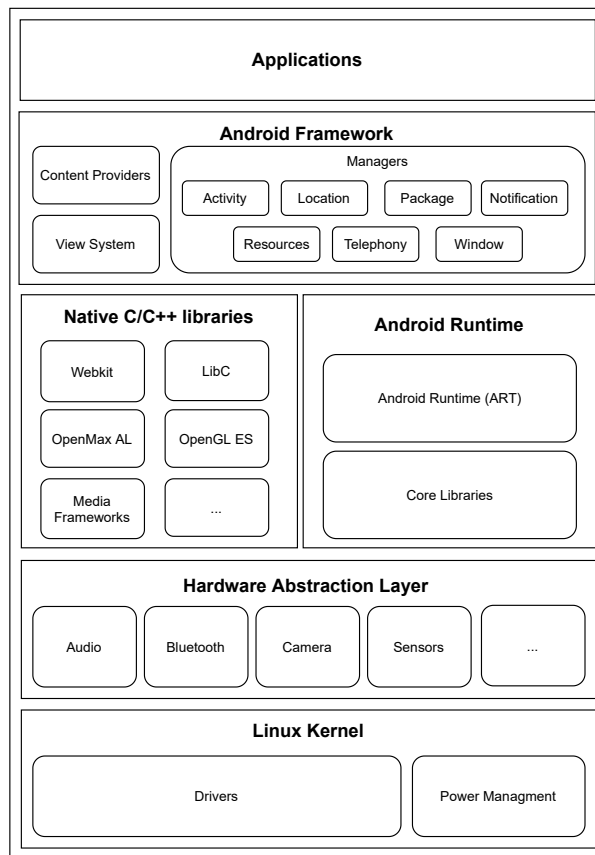 Applications
Android Framework
Content Providers
View System
Managers
Activity
Location
Package
Notification
Resources
Telephony
Window
Native C/C++ libraries
Webkit
LibC
OpenMax AL
OpenGL ES
Media
Frameworks
...
Android Runtime
Android Runtime (ART)
Core Libraries
Hardware Abstraction Layer
Audio
Bluetooth
Camera
Sensors
...
Linux Kernel
Drivers
Power Managment